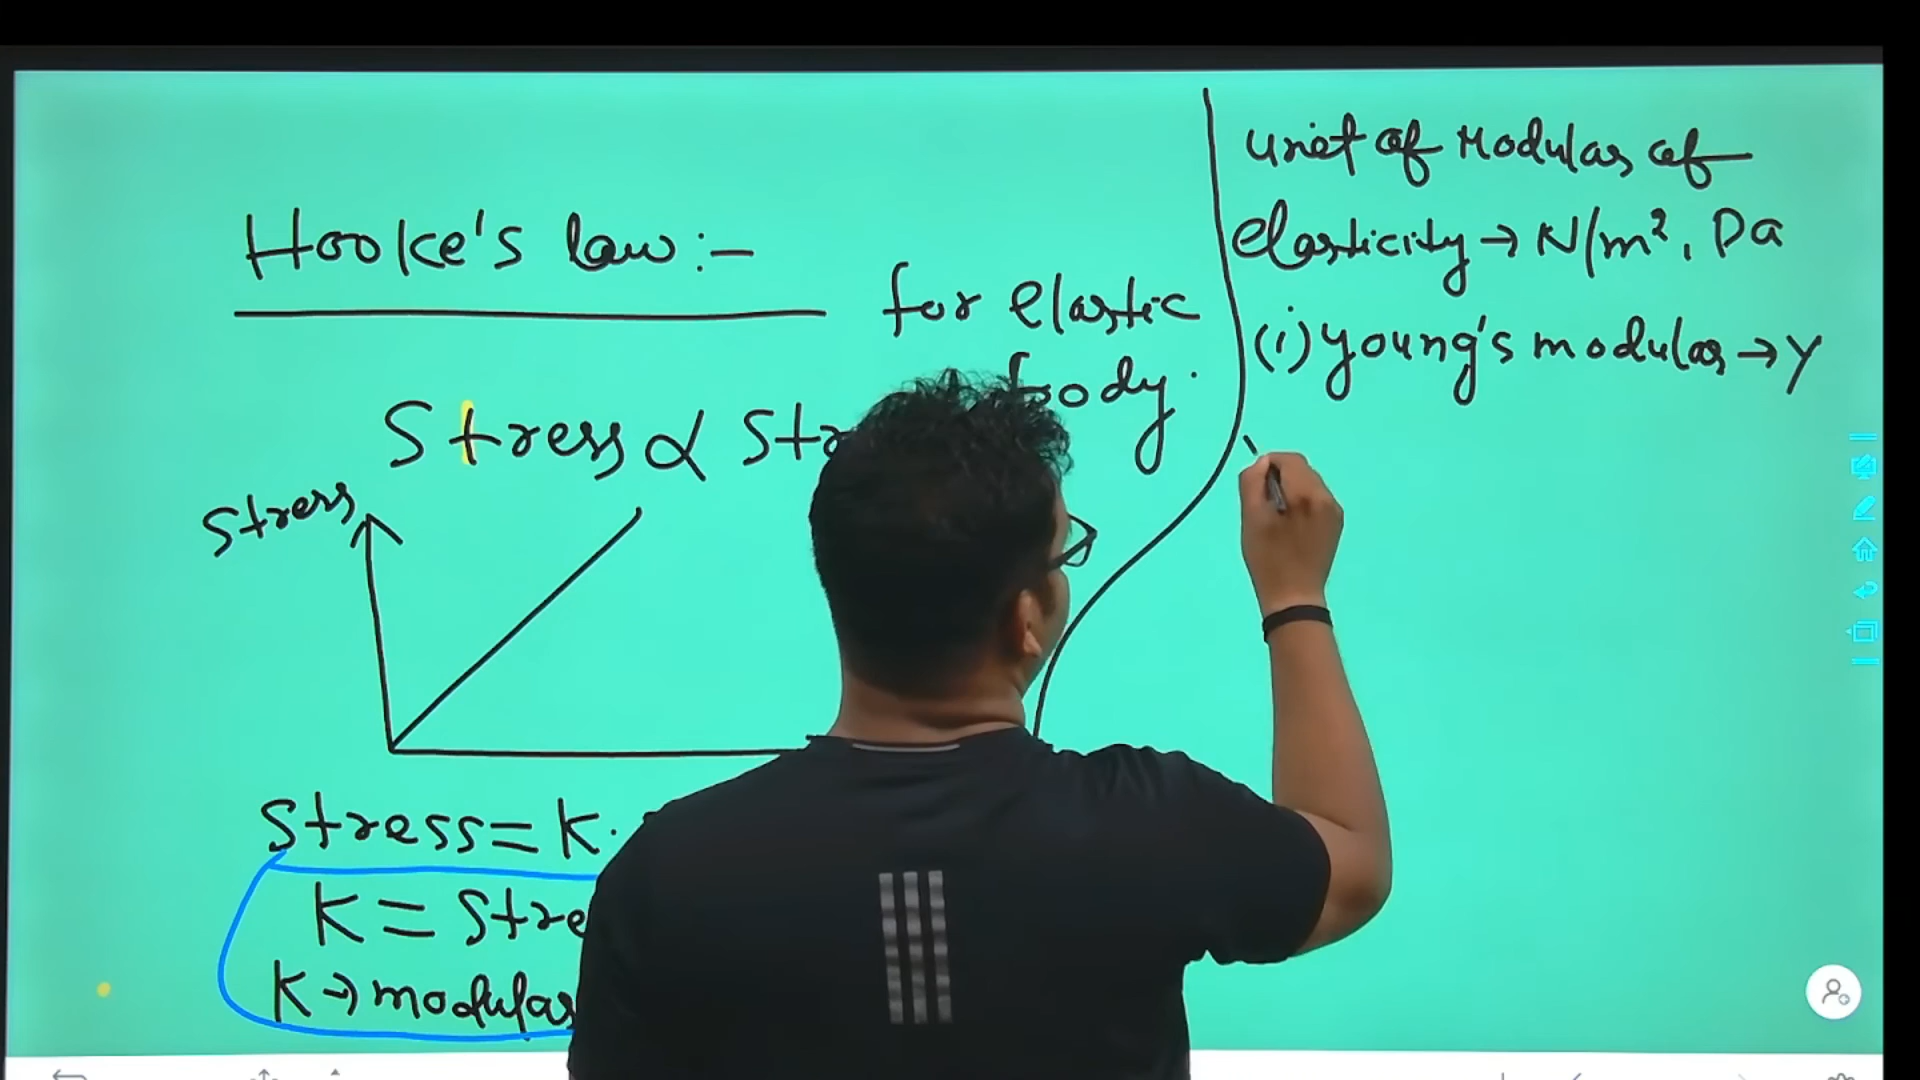 Hooke's law :-
for elastic
body.
Stress ∝ Str
Stress
Stress = K.
K = Stre
K → modulas
unit of Modulas of
elasticity → N/m², Pa
(i) Young's modulas → Y